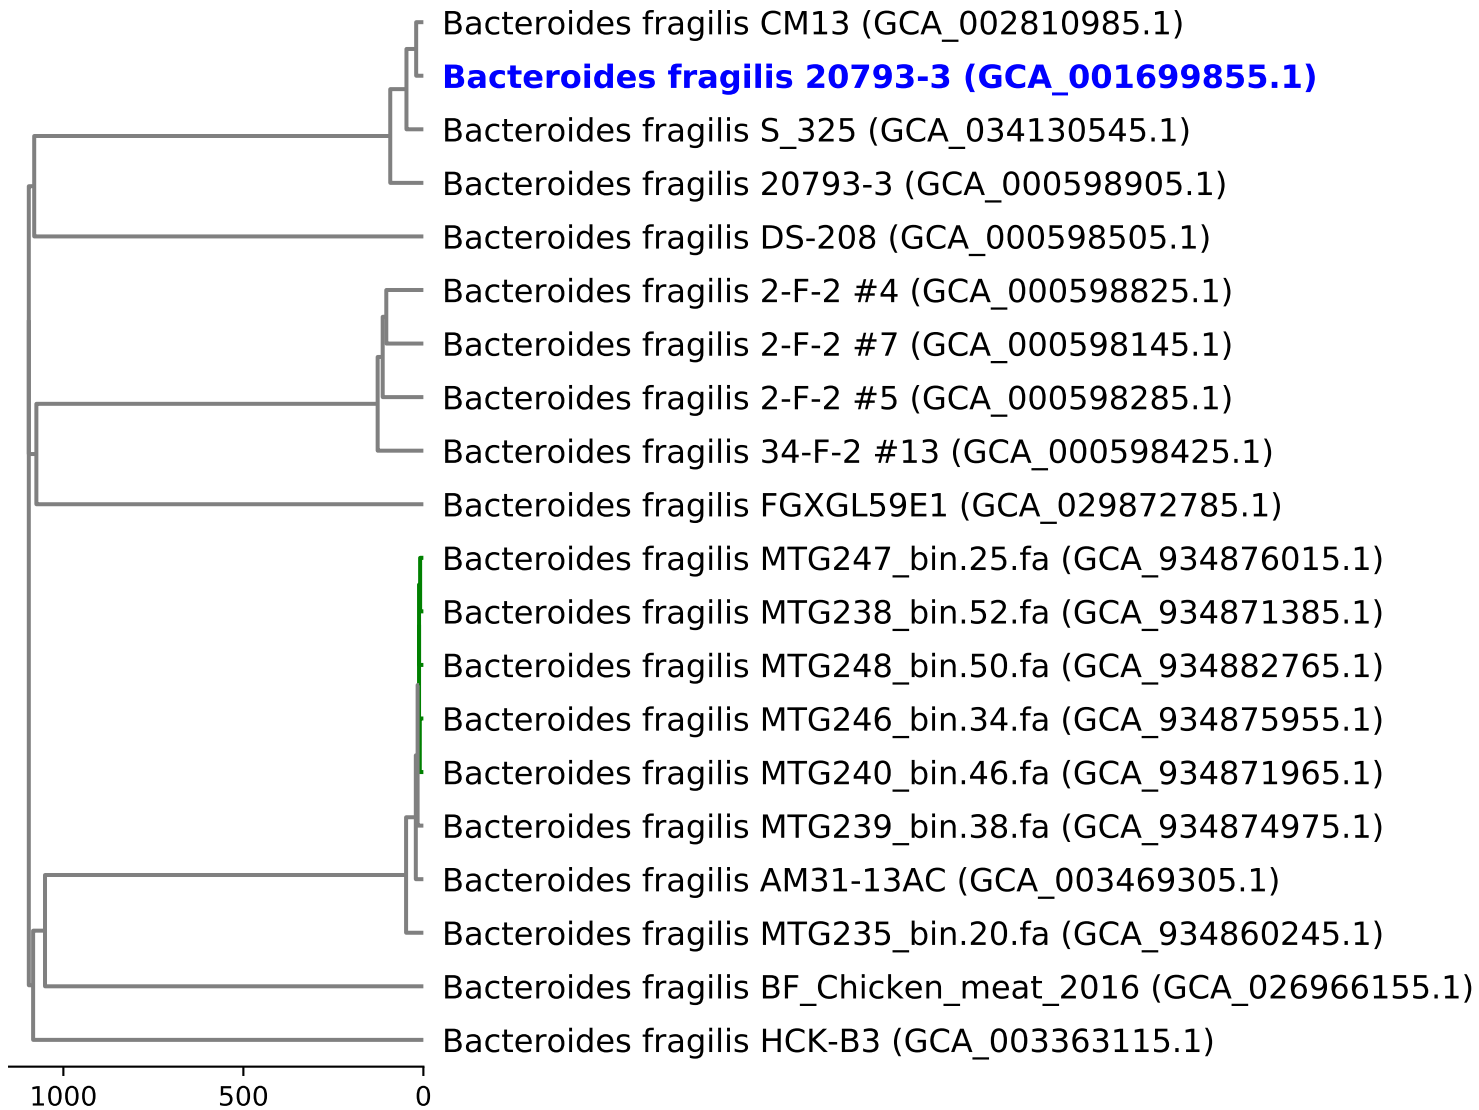 Bacteroides fragilis CM13 (GCA_002810985.1)
Bacteroides fragilis 20793-3 (GCA_001699855.1)
Bacteroides fragilis S_325 (GCA_034130545.1)
Bacteroides fragilis 20793-3 (GCA_000598905.1)
Bacteroides fragilis DS-208 (GCA_000598505.1)
Bacteroides fragilis 2-F-2 #4 (GCA_000598825.1)
Bacteroides fragilis 2-F-2 #7 (GCA_000598145.1)
Bacteroides fragilis 2-F-2 #5 (GCA_000598285.1)
Bacteroides fragilis 34-F-2 #13 (GCA_000598425.1)
Bacteroides fragilis FGXGL59E1 (GCA_029872785.1)
Bacteroides fragilis MTG247_bin.25.fa (GCA_934876015.1)
Bacteroides fragilis MTG238_bin.52.fa (GCA_934871385.1)
Bacteroides fragilis MTG248_bin.50.fa (GCA_934882765.1)
Bacteroides fragilis MTG246_bin.34.fa (GCA_934875955.1)
Bacteroides fragilis MTG240_bin.46.fa (GCA_934871965.1)
Bacteroides fragilis MTG239_bin.38.fa (GCA_934874975.1)
Bacteroides fragilis AM31-13AC (GCA_003469305.1)
Bacteroides fragilis MTG235_bin.20.fa (GCA_934860245.1)
Bacteroides fragilis BF_Chicken_meat_2016 (GCA_026966155.1)
Bacteroides fragilis HCK-B3 (GCA_003363115.1)
1000 500 0